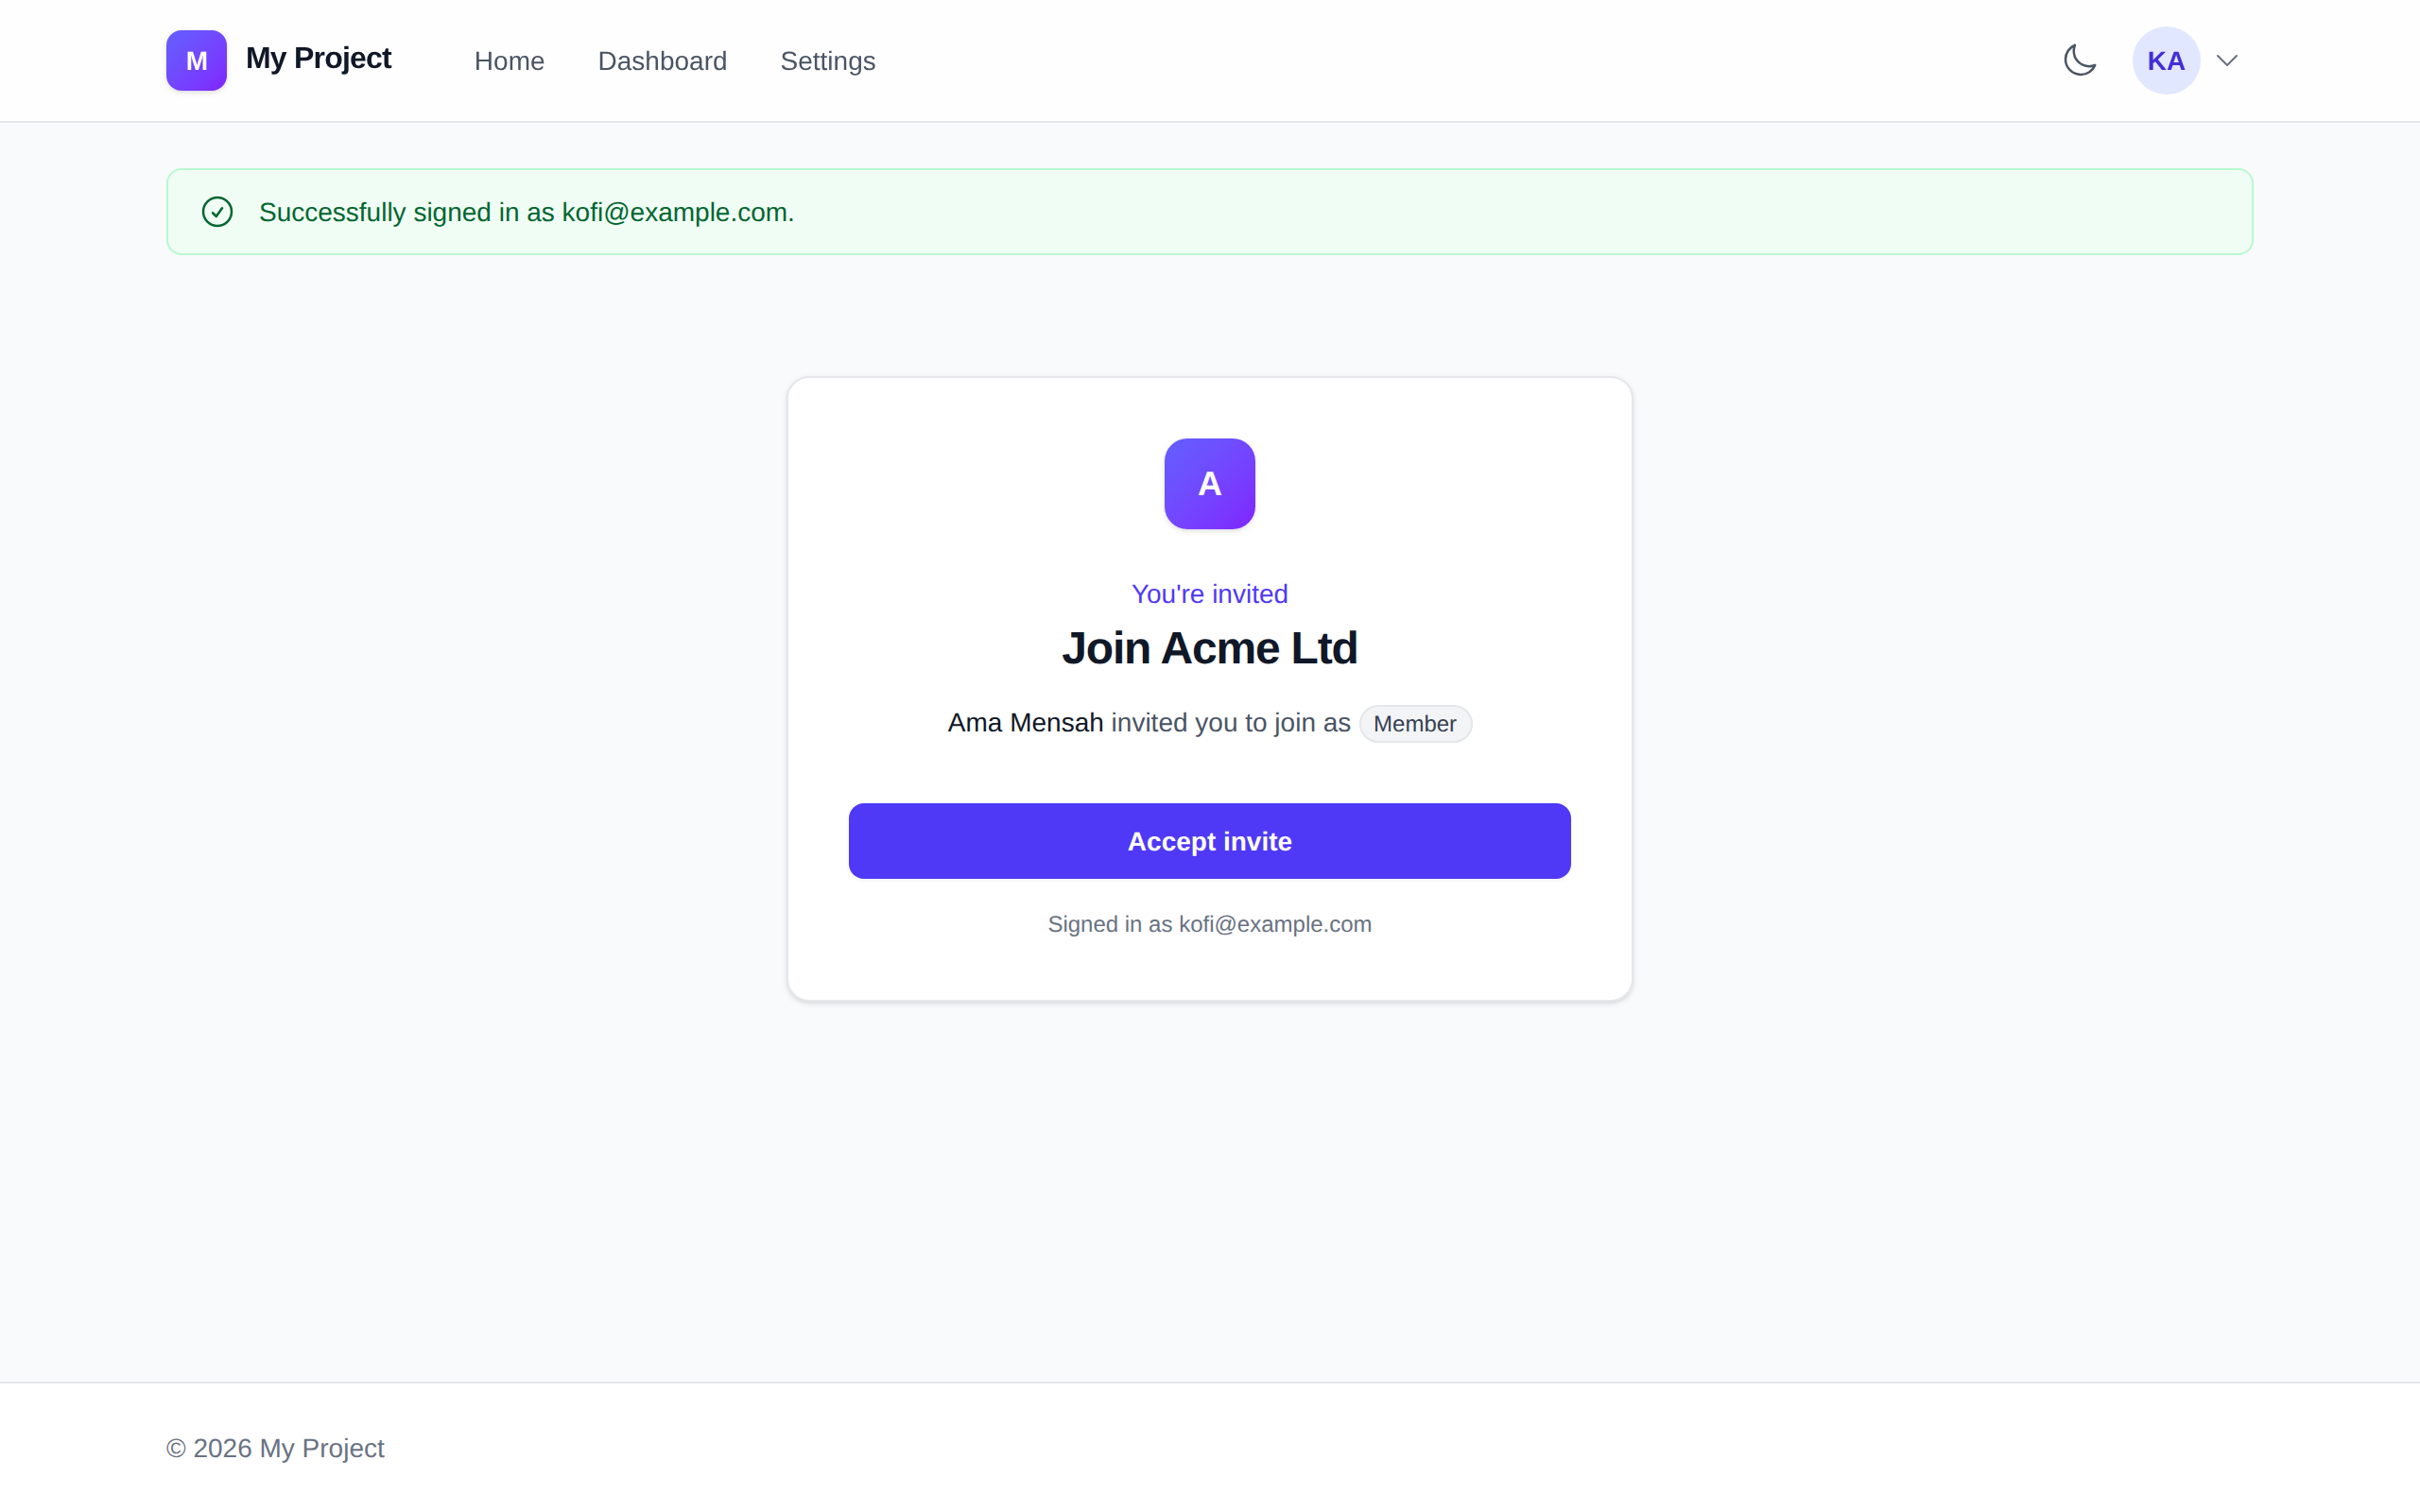 M My Project Home Dashboard Settings KA
Successfully signed in as kofi@example.com.
A
You're invited
Join Acme Ltd
Ama Mensah invited you to join as Member
Accept invite
Signed in as kofi@example.com
© 2026 My Project